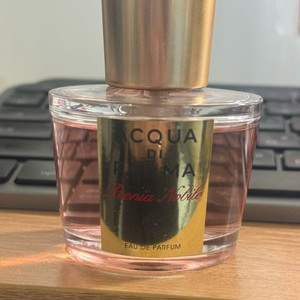 ACQUA
DI
PARMA
Peonia Nobile
EAU DE PARFUM